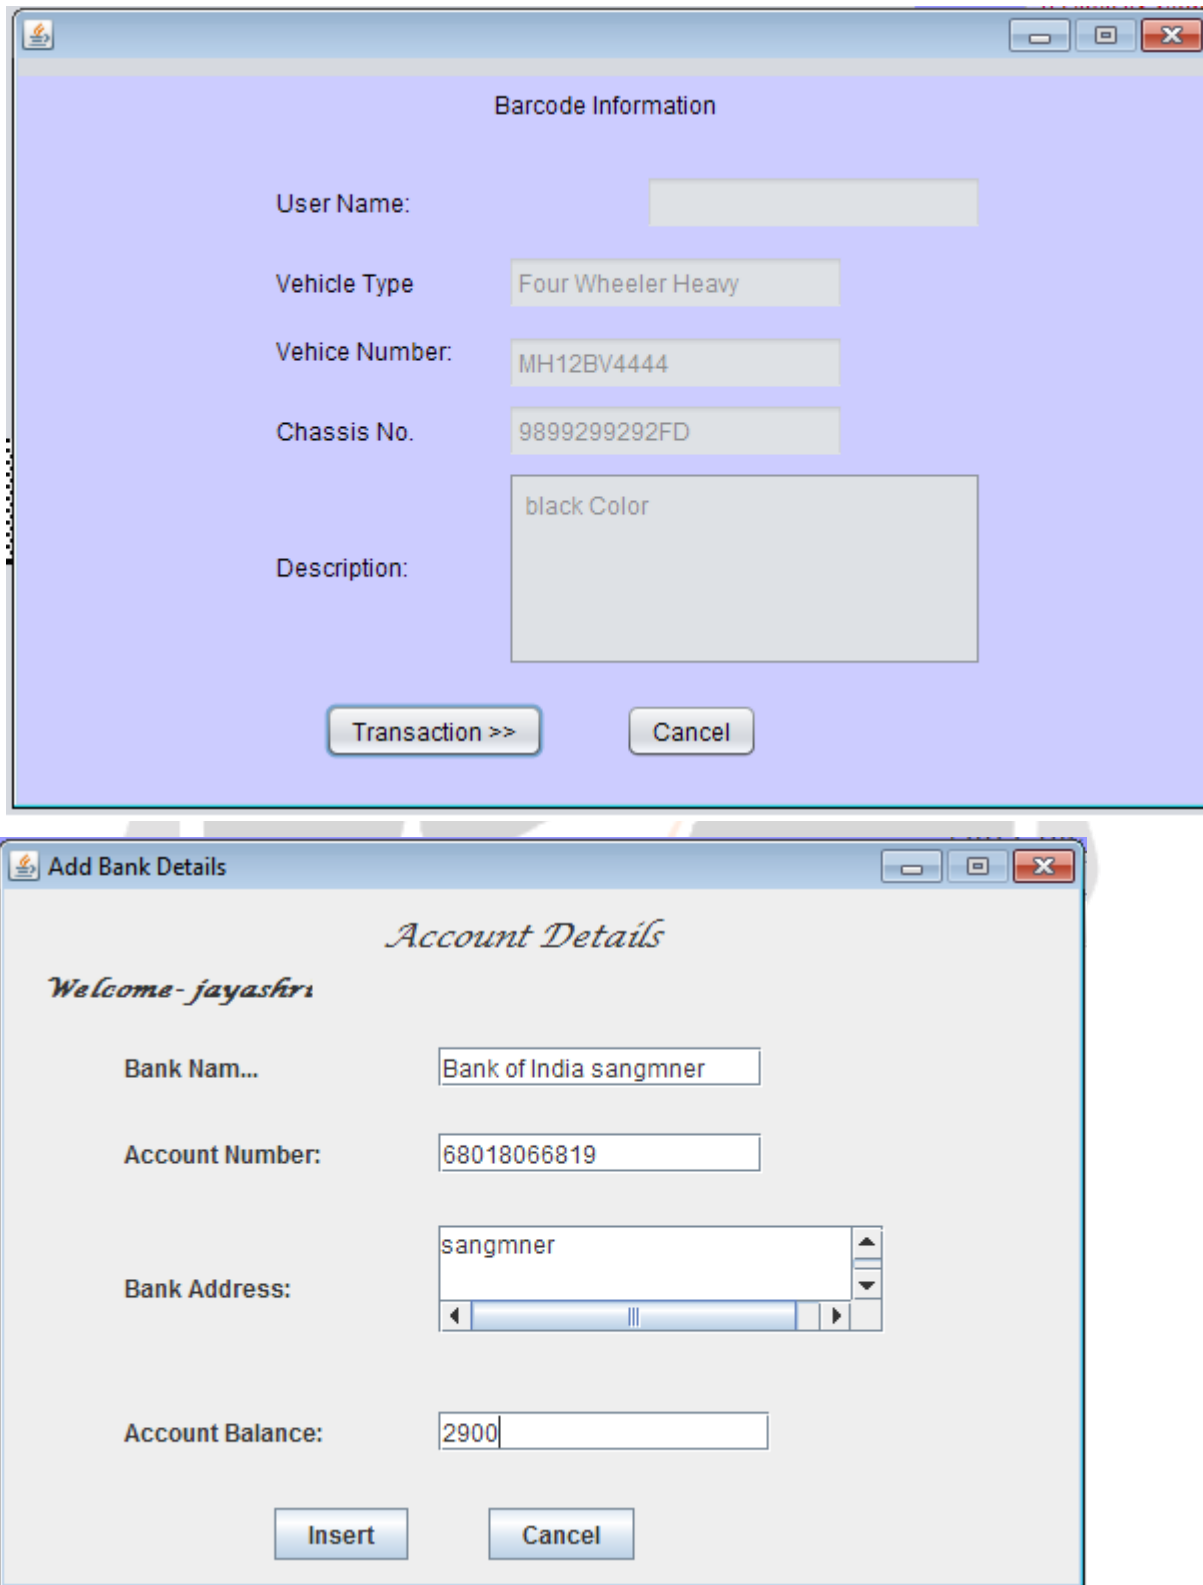 Barcode Information
User Name:
Vehicle Type Four Wheeler Heavy
Vehice Number: MH12BV4444
Chassis No. 9899299292FD
black Color
Description:
Transaction >> Cancel
Add Bank Details
Account Details
Welcome- jayashri
Bank Nam... Bank of India sangmner
Account Number: 68018066819
sangmner
Bank Address:
Account Balance: 2900
Insert Cancel